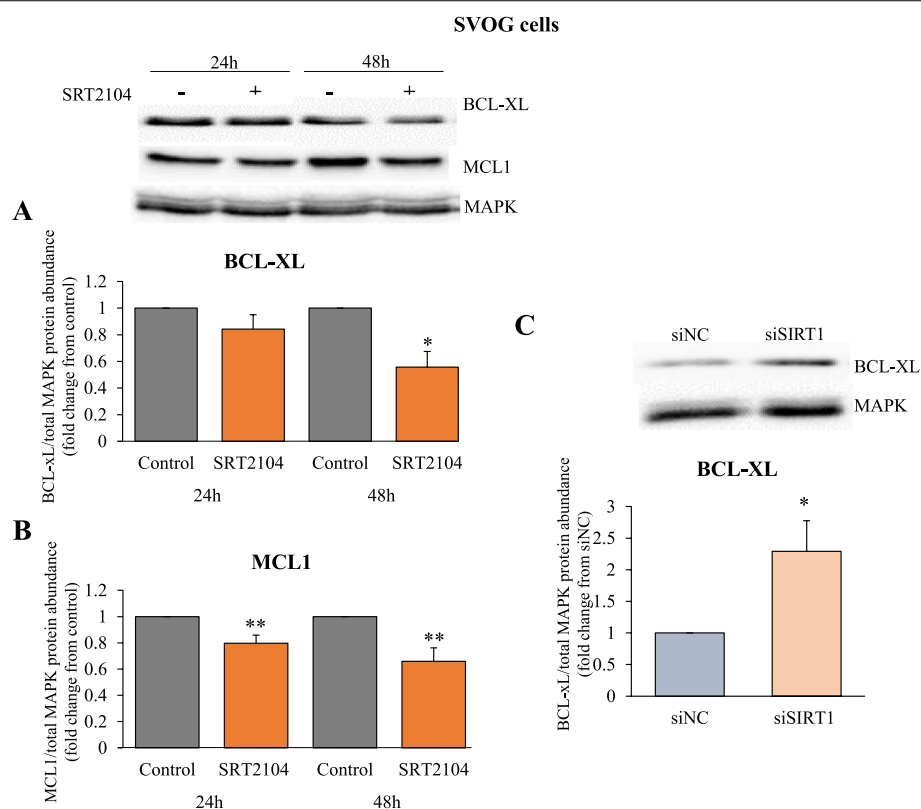 SVOG cells
24h 48h
SRT2104 - + - +
BCL-XL
MCL1
MAPK
A
BCL-XL
BCL-xL/total MAPK protein abundance
(fold change from control)
1.2
1
0.8
0.6
0.4
0.2
0
*
Control SRT2104 Control SRT2104
24h 48h
B
MCL1
MCL1/total MAPK protein abundance
(fold change from control)
1.2
1
0.8
0.6
0.4
0.2
0
** **
Control SRT2104 Control SRT2104
24h 48h
C
siNC siSIRT1
BCL-XL
MAPK
BCL-XL
BCL-xL/total MAPK protein abundance
(fold change from siNC)
3
2.5
2
1.5
1
0.5
0
*
siNC siSIRT1